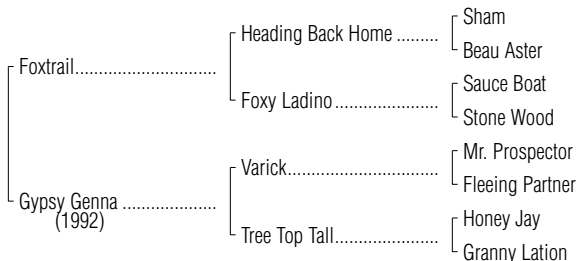 Sham
Heading Back Home .........
Beau Aster
Foxtrail.............................
Sauce Boat
Foxy Ladino .....................
Stone Wood
Mr. Prospector
Varick...............................
Fleeing Partner
Gypsy Genna ...................
(1992)
Honey Jay
Tree Top Tall.....................
Granny Lation